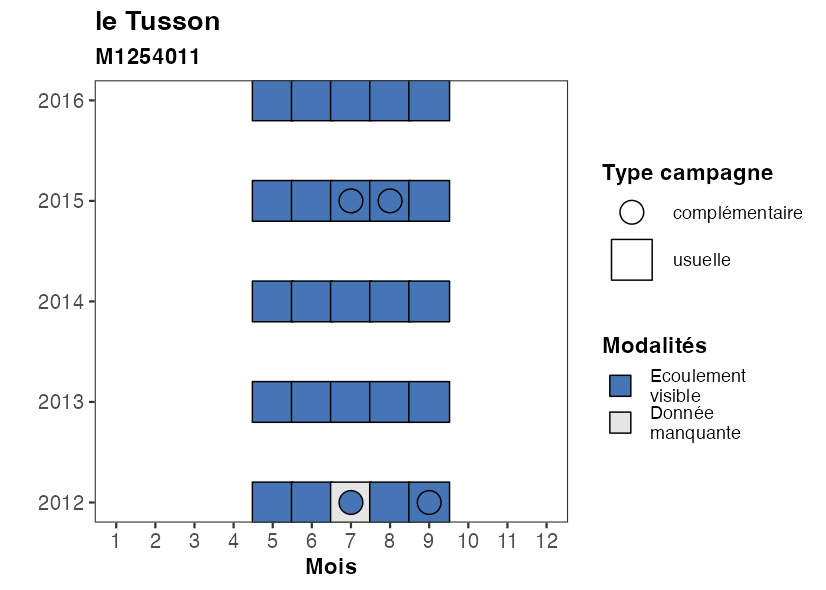 le Tusson
M1254011
2016
2015
2014
2013
2012
1 2 3 4 5 6 7 8 9 10 11 12
Mois
Type campagne
complémentaire
usuelle
Modalités
Ecoulement
visible
Donnée
manquante